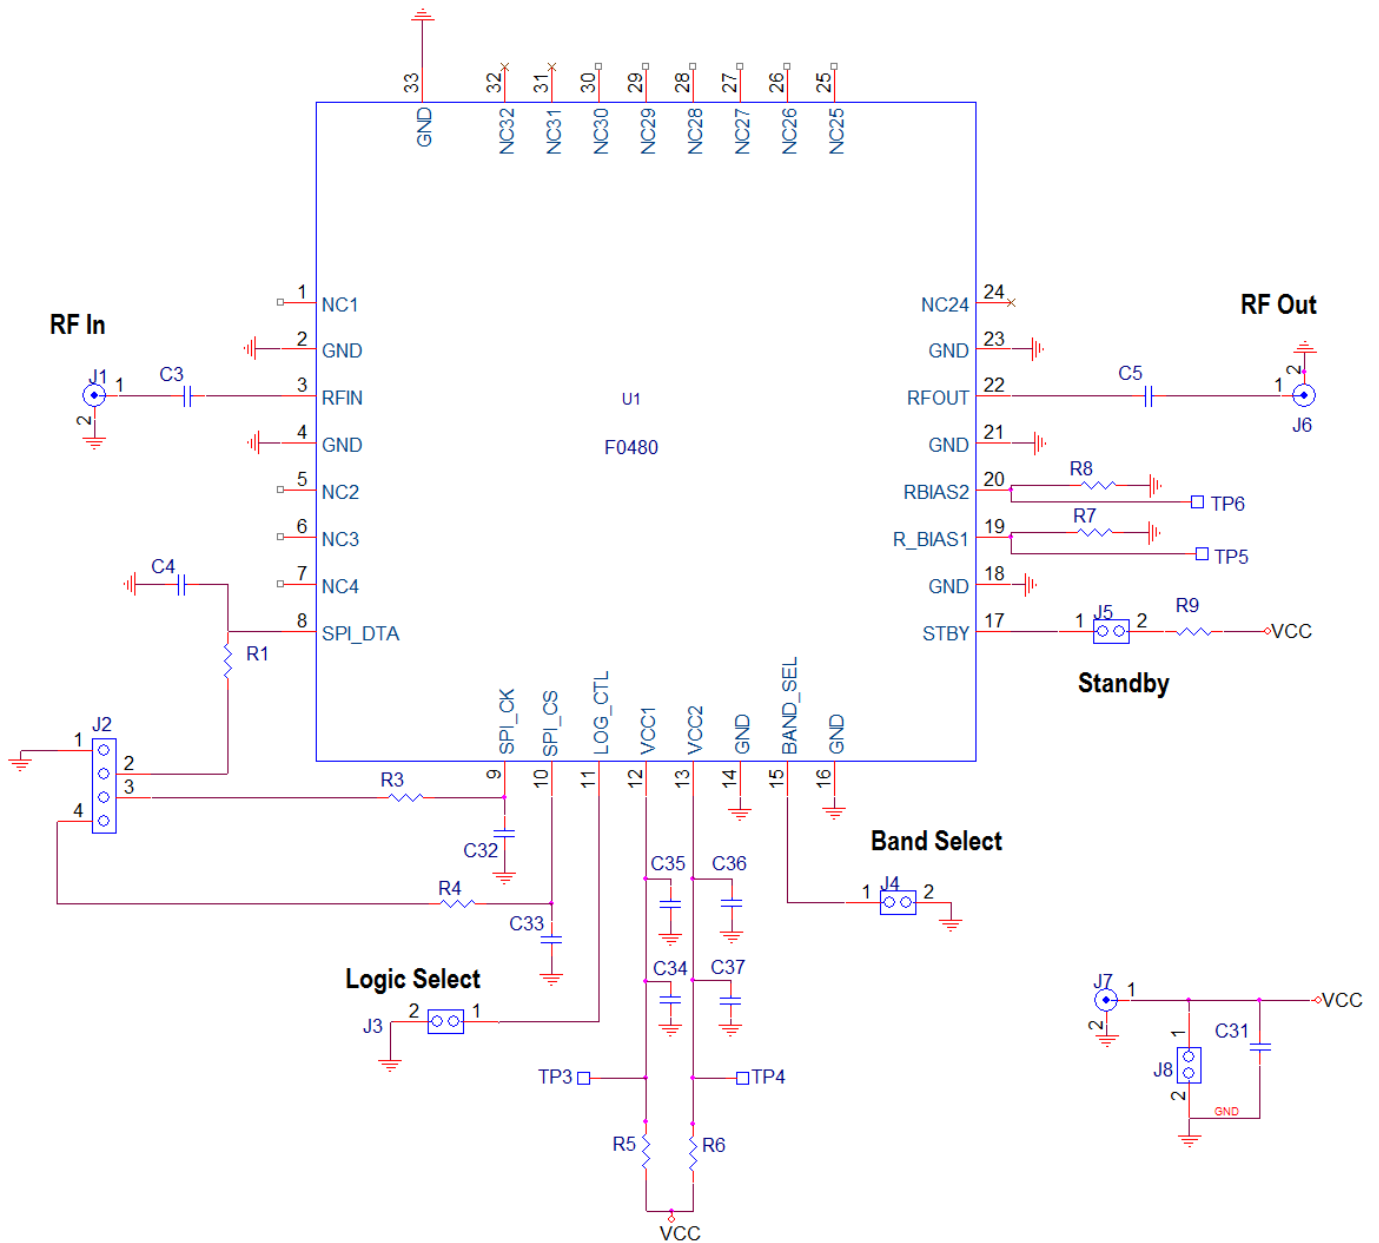 33
32
31
30
29
28
27
26
25
GND
NC32
NC31
NC30
NC29
NC28
NC27
NC26
NC25
1
NC1
NC24
24
RF In
RF Out
2
GND
GND
23
2
J1
1
C3
3
RFIN
U1
RFOUT
22
C5
1
2
J6
4
GND
F0480
GND
21
5
NC2
RBIAS2
20
R8
TP6
6
NC3
R_BIAS1
19
R7
TP5
C4
7
NC4
GND
18
8
SPI_DTA
STBY
17
1
J5
2
R9
VCC
R1
Standby
SPI_CK
SPI_CS
LOG_CTL
VCC1
VCC2
GND
BAND_SEL
GND
J2
1
2
3
4
9
10
11
12
13
14
15
16
R3
C32
Band Select
R4
C33
C35
C36
1
J4
2
Logic Select
C34
C37
J3
2
1
J7
1
2
VCC
1
C31
J8
2
GND
TP3
TP4
R5
R6
VCC